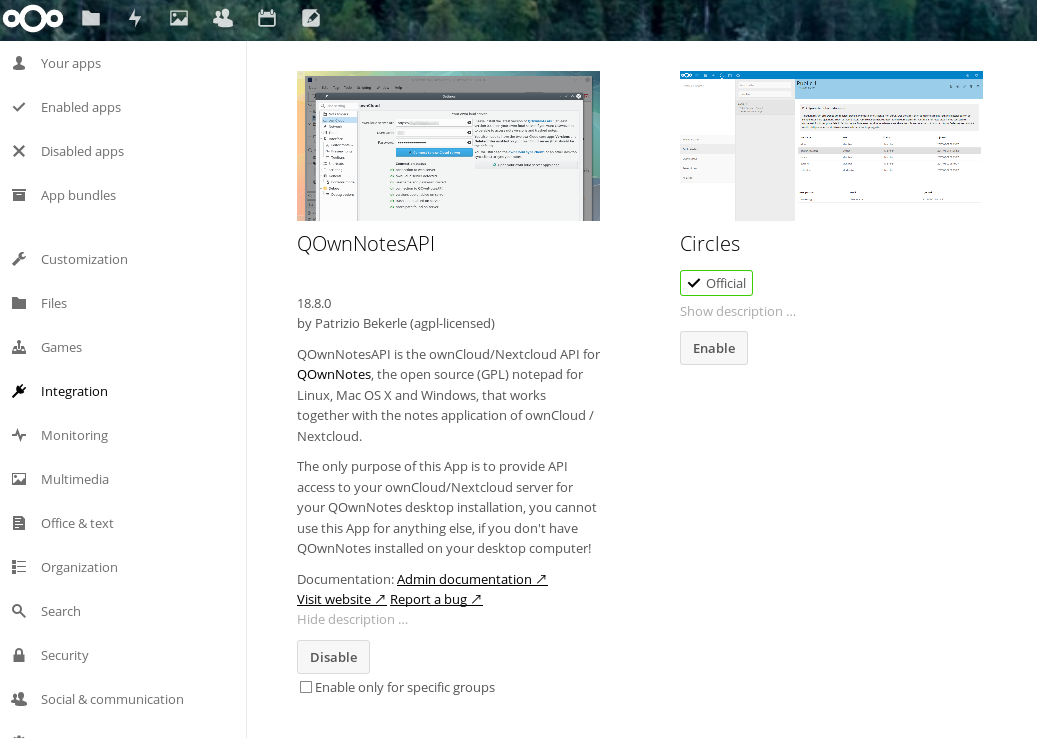 Your apps
Enabled apps
Disabled apps
App bundles
Customization
Files
Games
Integration
Monitoring
Multimedia
Office & text
Organization
Search
Security
Social & communication
QOwnNotesAPI
18.8.0
by Patrizio Bekerle (agpl-licensed)
QOwnNotesAPI is the ownCloud/Nextcloud API for
QOwnNotes, the open source (GPL) notepad for
Linux, Mac OS X and Windows, that works
together with the notes application of ownCloud /
Nextcloud.
The only purpose of this App is to provide API
access to your ownCloud/Nextcloud server for
your QOwnNotes desktop installation, you cannot
use this App for anything else, if you don't have
QOwnNotes installed on your desktop computer!
Documentation: Admin documentation ↗
Visit website ↗ Report a bug ↗
Hide description ...
Disable
Enable only for specific groups
Circles
Official
Show description ...
Enable